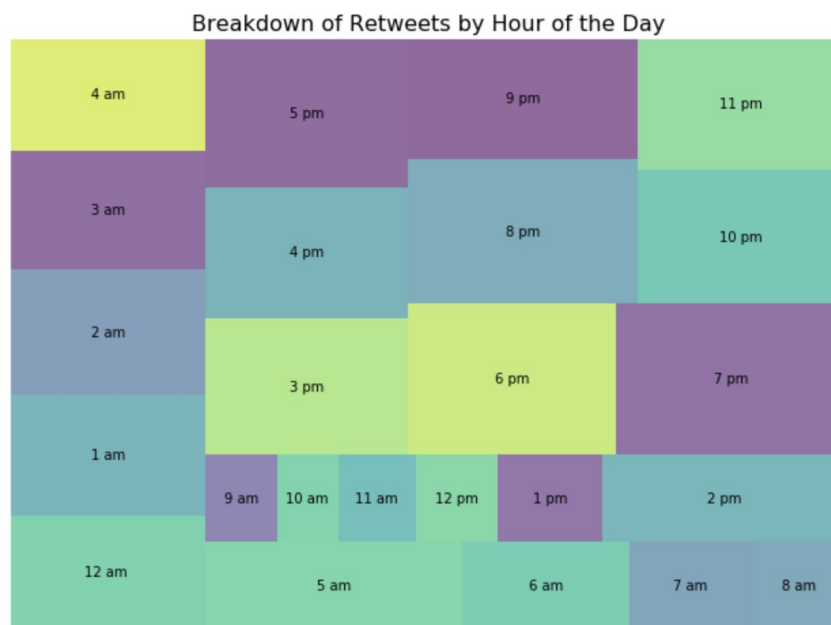 Breakdown of Retweets by Hour of the Day
4 am
5 pm
9 pm
11 pm
3 am
4 pm
8 pm
10 pm
2 am
3 pm
6 pm
7 pm
1 am
9 am
10 am
11 am
12 pm
1 pm
2 pm
12 am
5 am
6 am
7 am
8 am